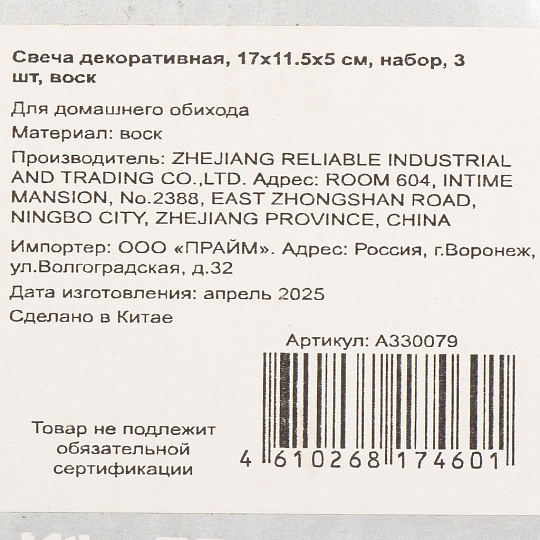 Свеча декоративная, 17х11.5х5 см, набор, 3
шт, воск
Для домашнего обихода
Материал: воск
Производитель: ZHEJIANG RELIABLE INDUSTRIAL
AND TRADING CO.,LTD. Адрес: ROOM 604, INTIME
MANSION, No.2388, EAST ZHONGSHAN ROAD,
NINGBO CITY, ZHEJIANG PROVINCE, CHINA
Импортер: ООО «ПРАЙМ». Адрес: Россия, г.Воронеж,
ул.Волгоградская, д.32
Дата изготовления: апрель 2025
Сделано в Китае
Артикул: А330079
Товар не подлежит
обязательной
сертификации
4 610268 174601